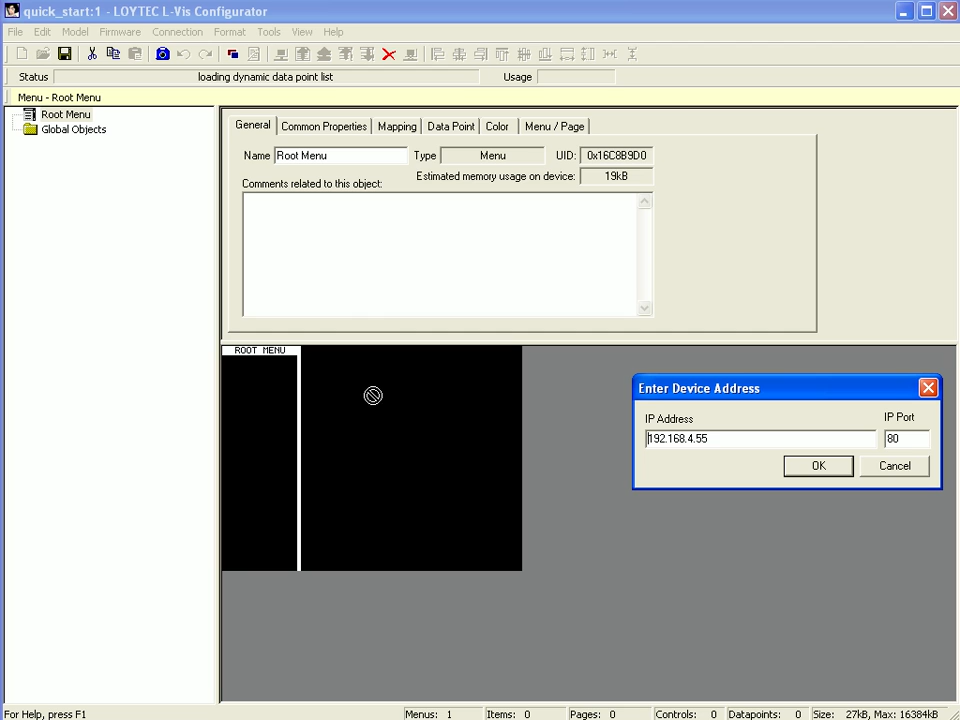 quick_start:1 - LOYTEC L-Vis Configurator
File Edit Model Firmware Connection Format Tools View Help
Status loading dynamic data point list Usage
Menu - Root Menu
Root Menu
Global Objects
General Common Properties Mapping Data Point Color Menu / Page
Name Root Menu Type Menu UID: 0x16C8B9D0
Estimated memory usage on device: 19kB
Comments related to this object:
ROOT MENU
Enter Device Address
IP Address IP Port
192.168.4.55 80
OK Cancel
For Help, press F1 Menus: 1 Items: 0 Pages: 0 Controls: 0 Datapoints: 0 Size: 27kB, Max: 16384kB